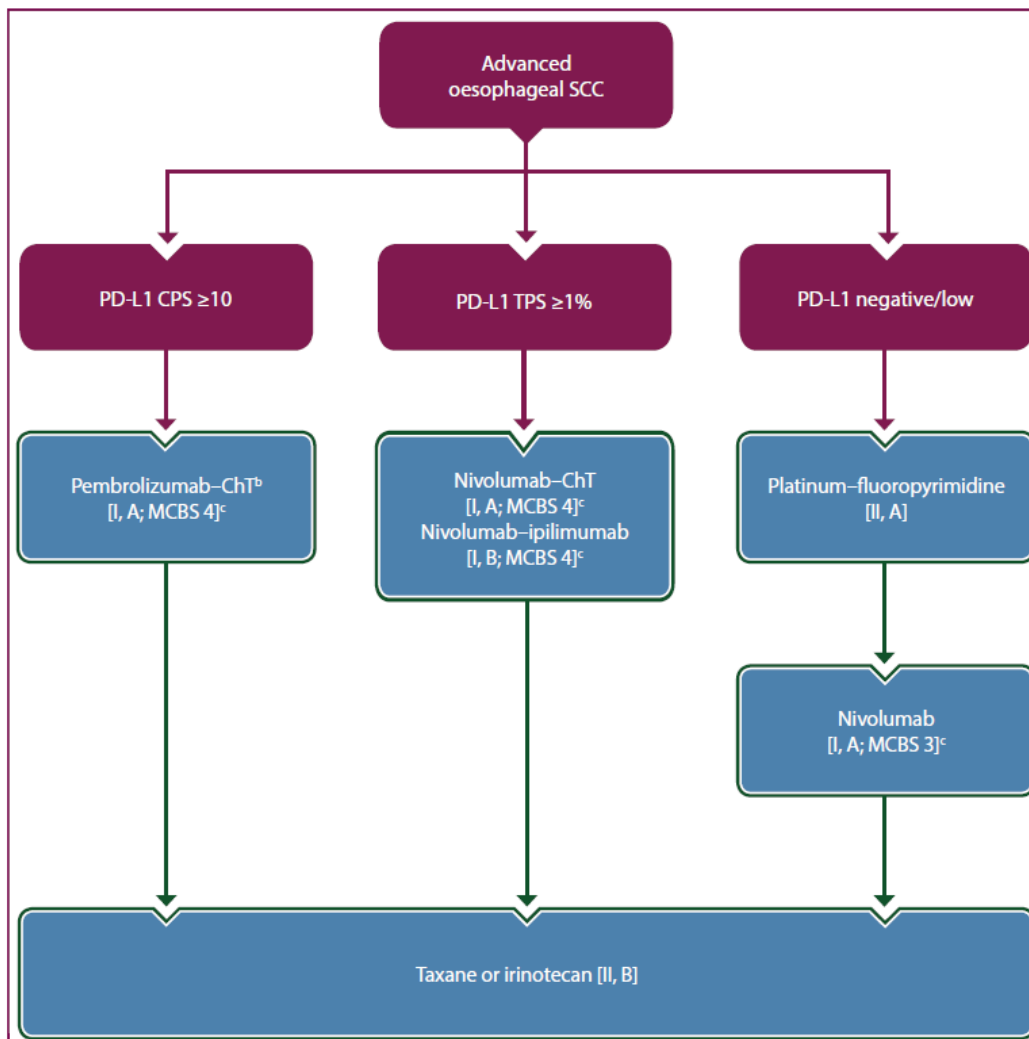 Advanced
oesophageal SCC
PD-L1 CPS ≥10
PD-L1 TPS ≥1%
PD-L1 negative/low
Pembrolizumab–ChTᵇ
[I, A; MCBS 4]ᶜ
Nivolumab–ChT
[I, A; MCBS 4]ᶜ
Nivolumab–ipilimumab
[I, B; MCBS 4]ᶜ
Platinum–fluoropyrimidine
[II, A]
Nivolumab
[I, A; MCBS 3]ᶜ
Taxane or irinotecan [II, B]